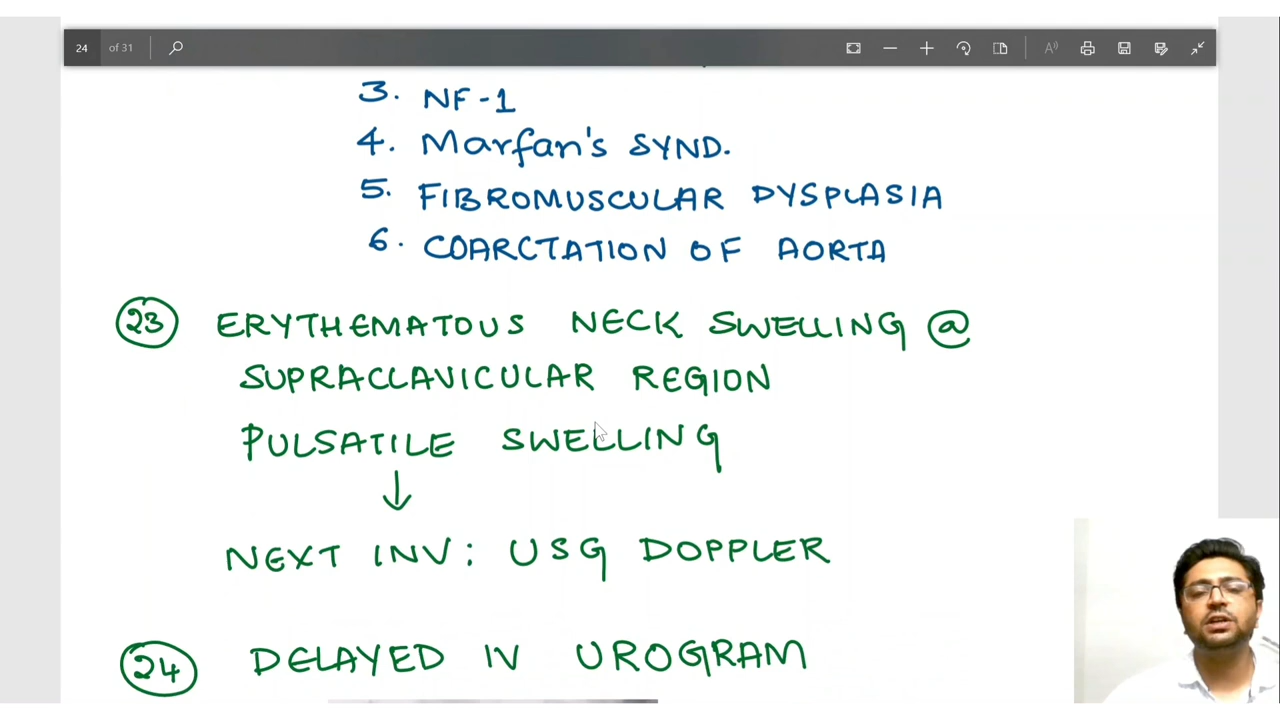 24 of 31
3. NF-1
4. Marfan's SYND.
5. FIBROMUSCULAR DYSPLASIA
6. COARCTATION OF AORTA
23 ERYTHEMATOUS NECK SWELLING @
SUPRACLAVICULAR REGION
PULSATILE SWELLING
↓
NEXT INV: USG DOPPLER
24 DELAYED IV UROGRAM